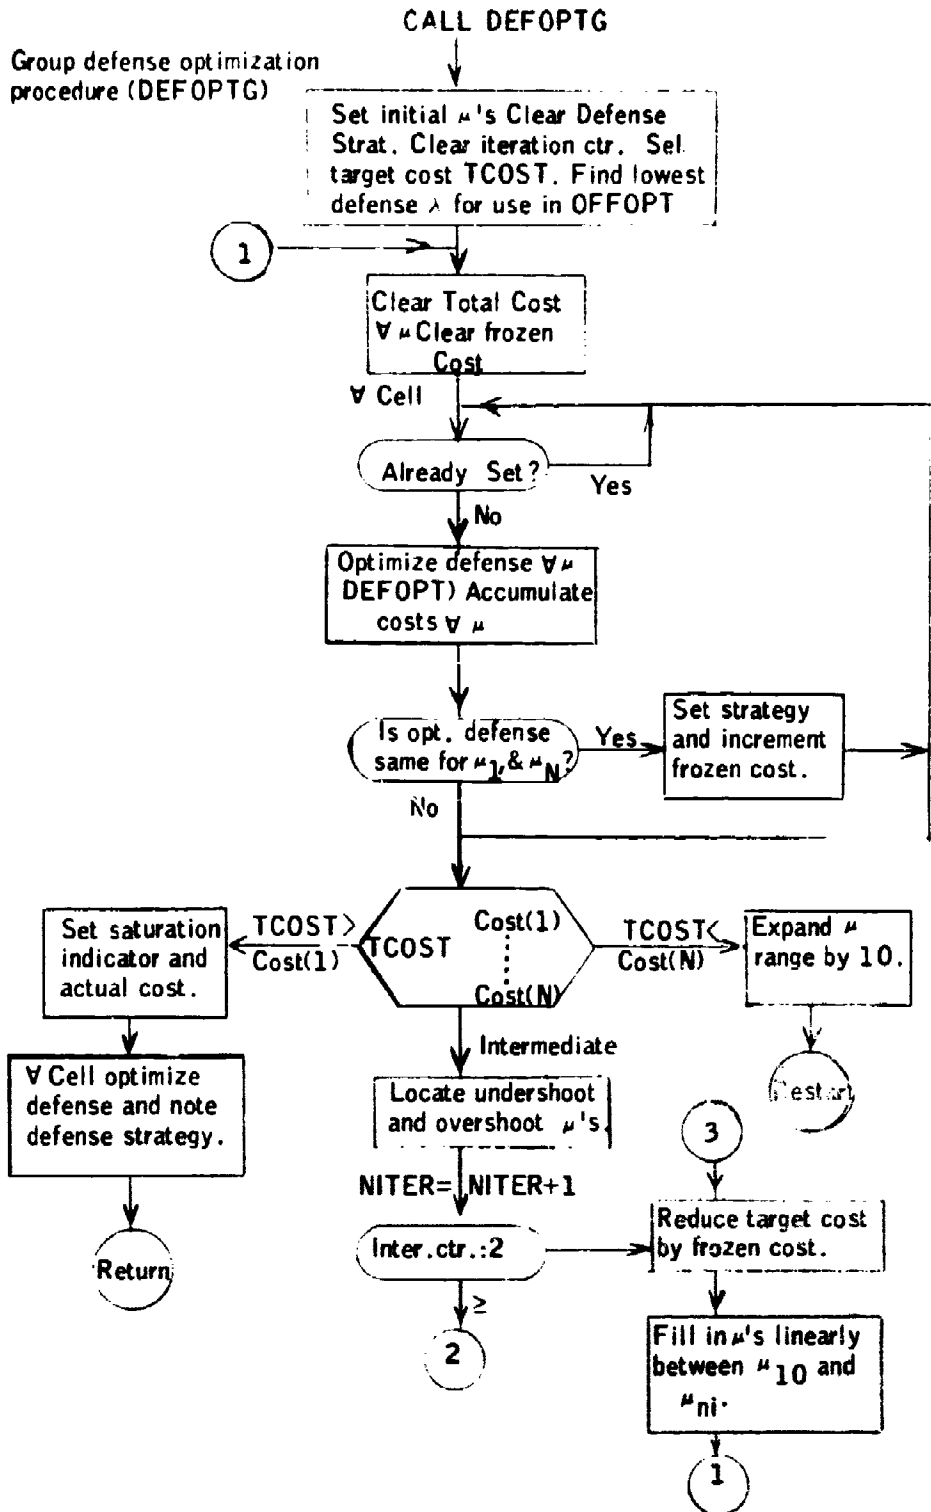 CALL DEFOPTG
Group defense optimization
procedure (DEFOPTG)
Set initial μ's Clear Defense
Strat. Clear iteration ctr. Sel.
target cost TCOST. Find lowest
defense λ for use in OFFOPT
1
Clear Total Cost
∀ μ Clear frozen
Cost
∀ Cell
Already Set?
Yes
No
Optimize defense ∀ μ
DEFOPT) Accumulate
costs ∀ μ
Is opt. defense
same for μ1, & μN?
Yes
Set strategy
and increment
frozen cost.
No
Set saturation
indicator and
actual cost.
TCOST>
Cost(1)
TCOST
Cost(1)
Cost(N)
TCOST<
Cost(N)
Expand μ
range by 10.
Restart
Intermediate
∀ Cell optimize
defense and note
defense strategy.
Return
Locate undershoot
and overshoot μ's.
NITER= NITER+1
Inter.ctr.:2
≥
2
3
Reduce target cost
by frozen cost.
Fill in μ's linearly
between μ10 and
μni.
1